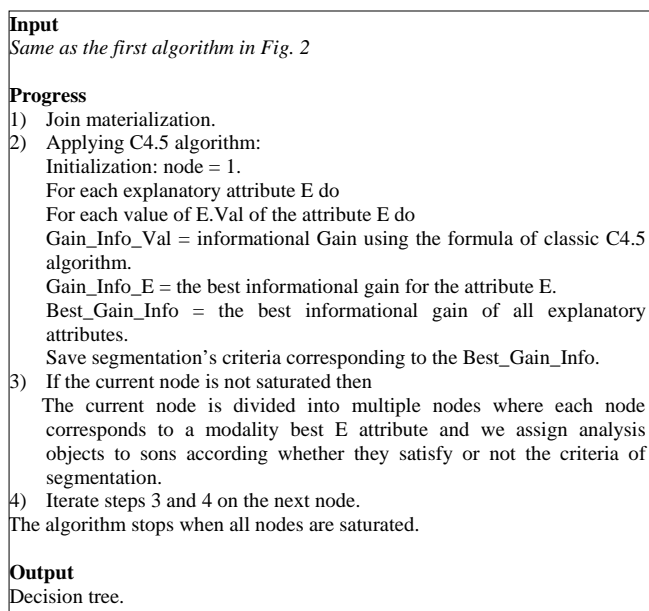 Input
Same as the first algorithm in Fig. 2
Progress
1) Join materialization.
2) Applying C4.5 algorithm:
Initialization: node = 1.
For each explanatory attribute E do
For each value of E.Val of the attribute E do
Gain_Info_Val = informational Gain using the formula of classic C4.5
algorithm.
Gain_Info_E = the best informational gain for the attribute E.
Best_Gain_Info = the best informational gain of all explanatory
attributes.
Save segmentation’s criteria corresponding to the Best_Gain_Info.
3) If the current node is not saturated then
The current node is divided into multiple nodes where each node
corresponds to a modality best E attribute and we assign analysis
objects to sons according whether they satisfy or not the criteria of
segmentation.
4) Iterate steps 3 and 4 on the next node.
The algorithm stops when all nodes are saturated.
Output
Decision tree.